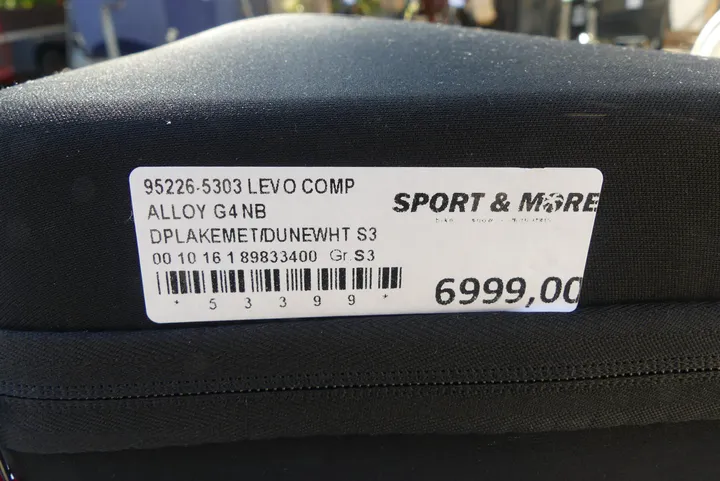 95226-5303 LEVO COMP
ALLOY G4 NB
DPLAKEMET/DUNEWHT S3
00 10 16 1 89833400 Gr.S3
* 5 3 3 9 9 *
SPORT & MORE
6999,00